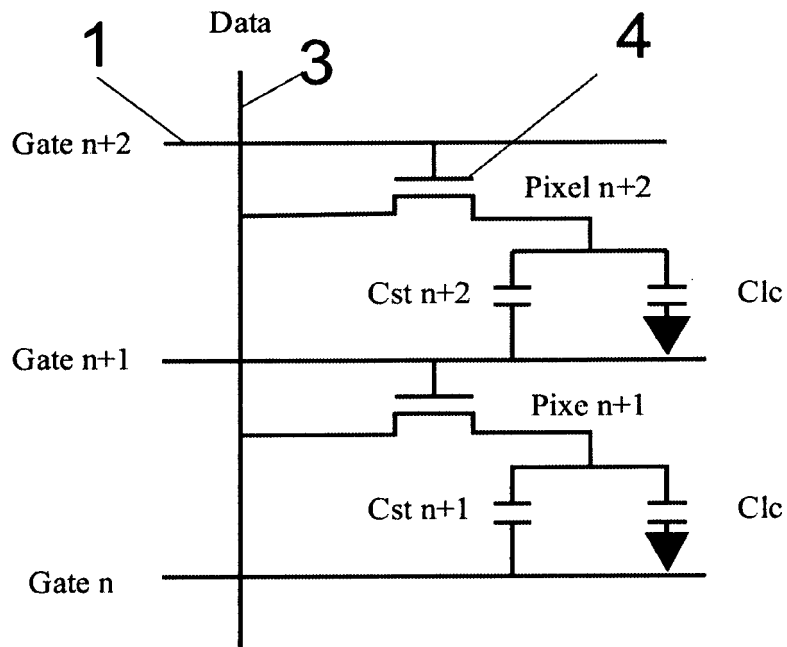 Data
1
3
4
Gate n+2
Pixel n+2
Cst n+2
Clc
Gate n+1
Pixe n+1
Cst n+1
Clc
Gate n